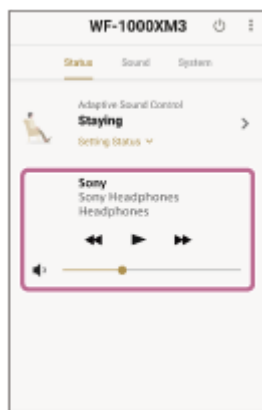 WF-1000XM3
Status Sound System
Adaptive Sound Control
Staying
Setting Status
Sony
Sony Headphones
Headphones